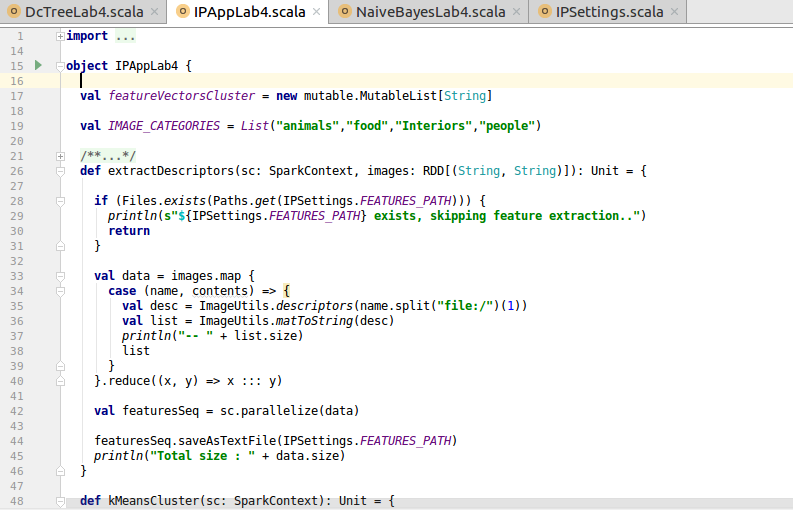 DcTreeLab4.scala × IPAppLab4.scala × NaiveBayesLab4.scala × IPSettings.scala ×
1 import ...
14
15 object IPAppLab4 {
16
17 val featureVectorsCluster = new mutable.MutableList[String]
18
19 val IMAGE_CATEGORIES = List("animals","food","Interiors","people")
20
21 /**...*/
26 def extractDescriptors(sc: SparkContext, images: RDD[(String, String)]): Unit = {
27
28 if (Files.exists(Paths.get(IPSettings.FEATURES_PATH))) {
29 println(s"${IPSettings.FEATURES_PATH} exists, skipping feature extraction..")
30 return
31 }
32
33 val data = images.map {
34 case (name, contents) => {
35 val desc = ImageUtils.descriptors(name.split("file:/")(1))
36 val list = ImageUtils.matToString(desc)
37 println("-- " + list.size)
38 list
39 }
40 }.reduce((x, y) => x ::: y)
41
42 val featuresSeq = sc.parallelize(data)
43
44 featuresSeq.saveAsTextFile(IPSettings.FEATURES_PATH)
45 println("Total size : " + data.size)
46 }
47
48 def kMeansCluster(sc: SparkContext): Unit = {